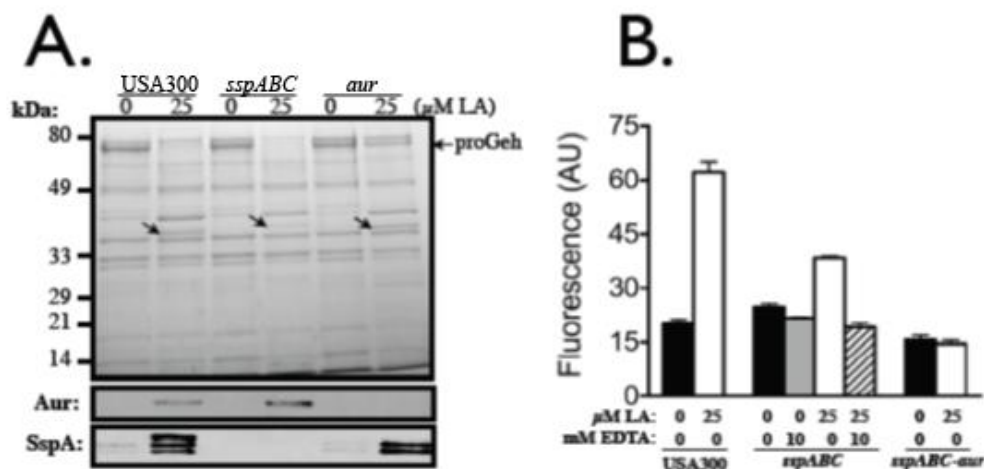 A.
USA300 sspABC aur
kDa: 0 25 0 25 0 25 (µM LA)
80
proGeh
49
33
29
21
14
Aur:
SspA:
B.
Fluorescence (AU)
75
60
45
30
15
0
µM LA: 0 25 0 0 25 25 0 25
mM EDTA: 0 0 0 10 0 10 0 0
USA300 sspABC sspABC-aur